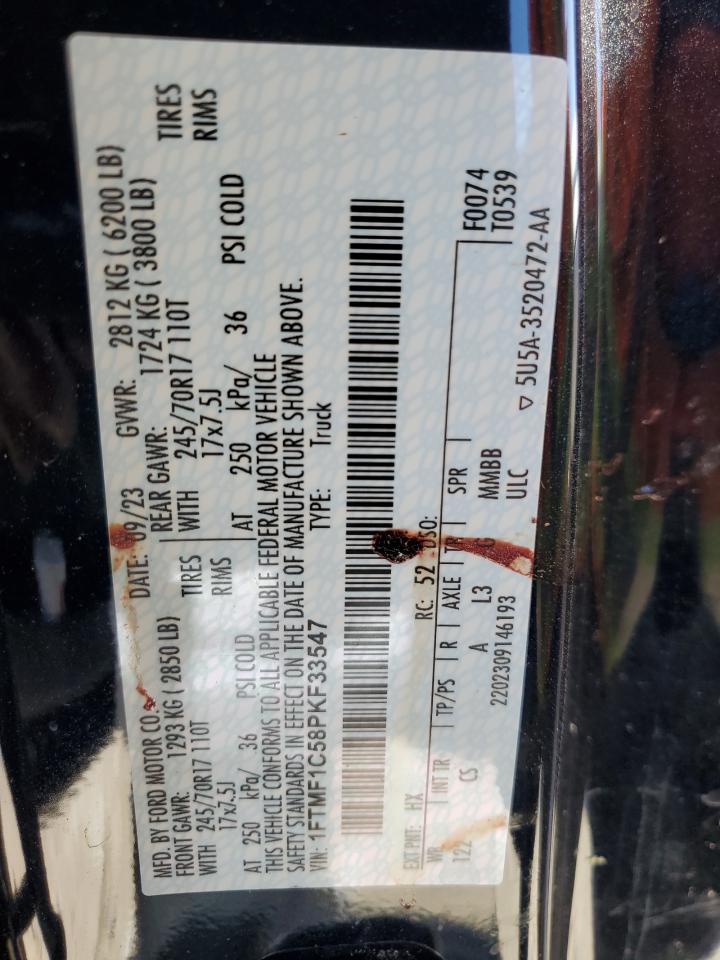 MFD. BY FORD MOTOR CO. DATE: 09/23 GVWR: 2812 KG ( 6200 LB)
FRONT GAWR: 1293 KG ( 2850 LB) REAR GAWR: 1724 KG ( 3800 LB)
WITH 245/70R17 110T TIRES WITH 245/70R17 110T TIRES
17x7.5J RIMS 17x7.5J RIMS
AT 250 kPa/ 36 PSI COLD AT 250 kPa/ 36 PSI COLD
THIS VEHICLE CONFORMS TO ALL APPLICABLE FEDERAL MOTOR VEHICLE
SAFETY STANDARDS IN EFFECT ON THE DATE OF MANUFACTURE SHOWN ABOVE.
VIN: 1FTMF1C58PKF33547 TYPE: Truck
EXT PNT: HX RC: 52 DSO:
WB INT TR TP/PS R AXLE TR SPR F0074
122 CS A L3 G MMBB T0539
2202309146193 ULC
▽ 5U5A-3520472-AA